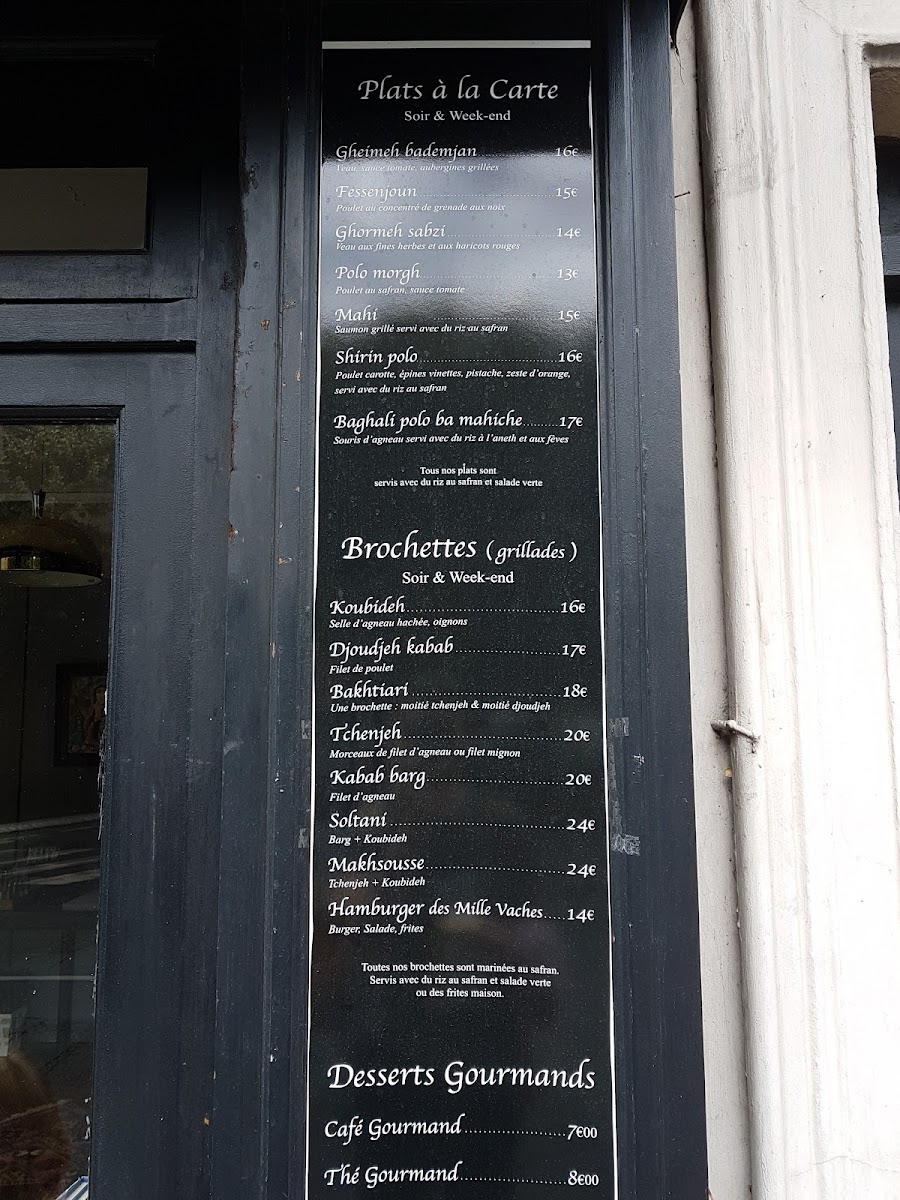 Plats à la Carte
Soir & Week-end
Gheimeh bademjan 16€
Veau, sauce tomate, aubergines grillées
Fessenjoun 15€
Poulet au concentré de grenade aux noix
Ghormeh sabzi 14€
Veau aux fines herbes et aux haricots rouges
Polo morgh 13€
Poulet au safran, sauce tomate
Mahi 15€
Saumon grillé servi avec du riz au safran
Shirin polo 16€
Poulet carotte, épines vinettes, pistache, zeste d'orange,
servi avec du riz au safran
Baghali polo ba mahiche 17€
Souris d'agneau servi avec du riz à l'aneth et aux fêves
Tous nos plats sont
servis avec du riz au safran et salade verte
Brochettes ( grillades )
Soir & Week-end
Koubideh 16€
Selle d'agneau hachée, oignons
Djoudjeh kabab 17€
Filet de poulet
Bakhtiari 18€
Une brochette : moitié tchenjeh & moitié djoudjeh
Tchenjeh 20€
Morceaux de filet d'agneau ou filet mignon
Kabab barg 20€
Filet d'agneau
Soltani 24€
Barg + Koubideh
Makhsousse 24€
Tchenjeh + Koubideh
Hamburger des Mille Vaches 14€
Burger, Salade, frites
Toutes nos brochettes sont marinées au safran.
Servis avec du riz au safran et salade verte
ou des frites maison.
Desserts Gourmands
Café Gourmand 7€00
Thé Gourmand 8€00